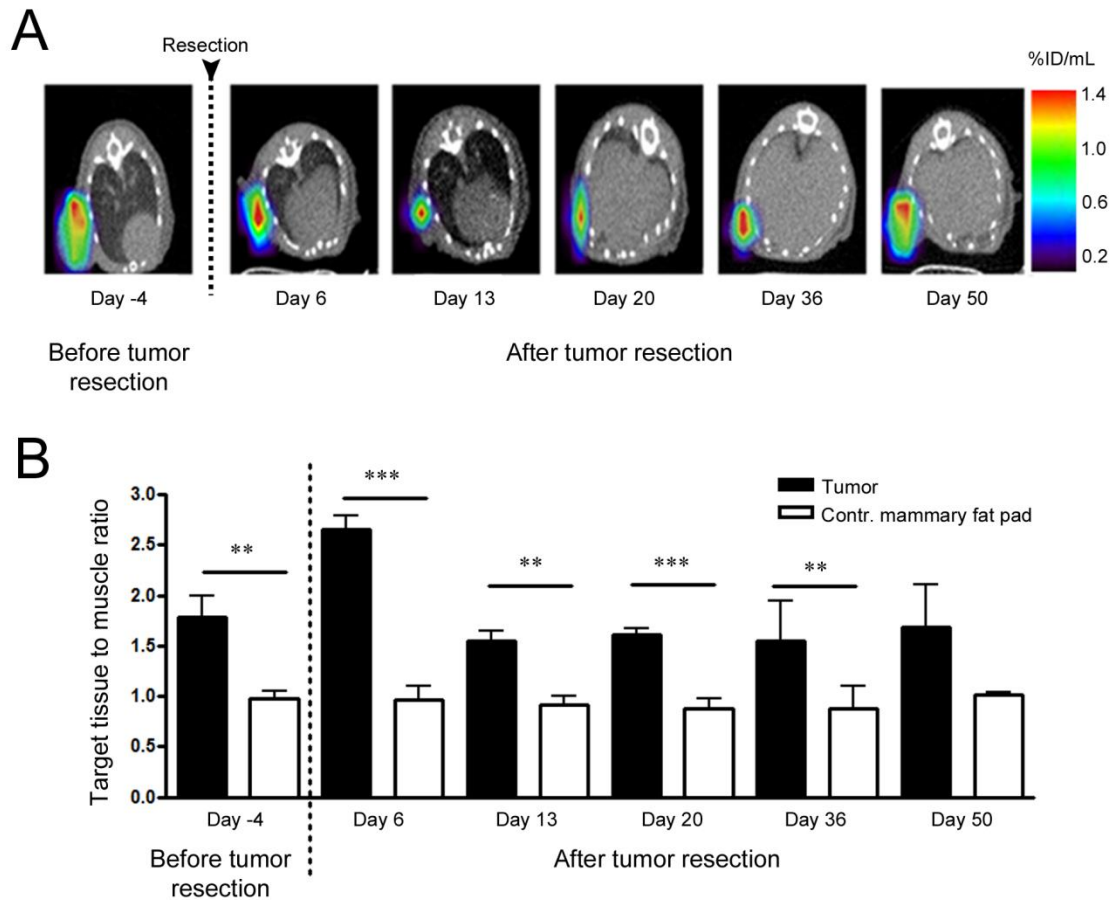 A
Resection
%ID/mL
1.4
1.0
0.6
0.2
Day -4
Day 6
Day 13
Day 20
Day 36
Day 50
Before tumor
resection
After tumor resection
B
Target tissue to muscle ratio
3.0
2.5
2.0
1.5
1.0
0.5
0.0
**
***
**
***
**
Tumor
Contr. mammary fat pad
Day -4
Day 6
Day 13
Day 20
Day 36
Day 50
Before tumor
resection
After tumor resection